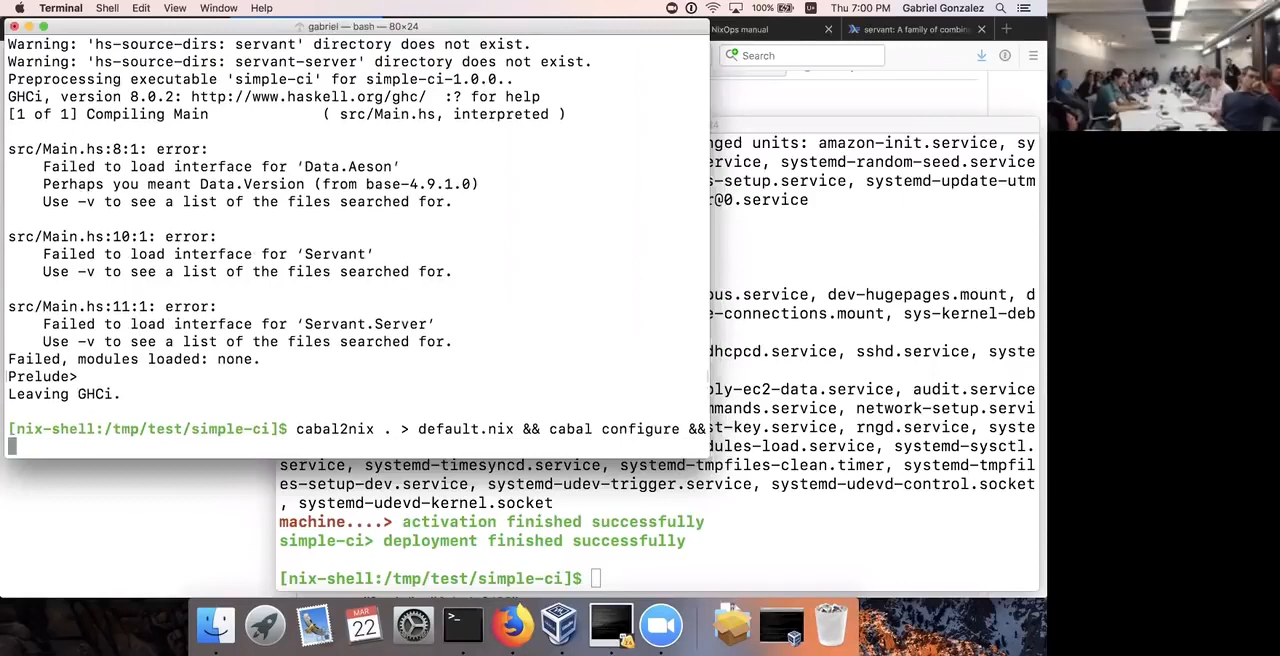 Terminal Shell Edit View Window Help 100% Thu 7:00 PM Gabriel Gonzalez
gabriel — bash — 80×24
NixOps manual
servant: A family of combin
Search
Warning: 'hs-source-dirs: servant' directory does not exist.
Warning: 'hs-source-dirs: servant-server' directory does not exist.
Preprocessing executable 'simple-ci' for simple-ci-1.0.0..
GHCi, version 8.0.2: http://www.haskell.org/ghc/  :? for help
[1 of 1] Compiling Main             ( src/Main.hs, interpreted )
src/Main.hs:8:1: error:
Failed to load interface for ‘Data.Aeson’
Perhaps you meant Data.Version (from base-4.9.1.0)
Use -v to see a list of the files searched for.
src/Main.hs:10:1: error:
Failed to load interface for ‘Servant’
Use -v to see a list of the files searched for.
src/Main.hs:11:1: error:
Failed to load interface for ‘Servant.Server’
Use -v to see a list of the files searched for.
Failed, modules loaded: none.
Prelude>
Leaving GHCi.
[nix-shell:/tmp/test/simple-ci]$ cabal2nix . > default.nix && cabal configure &&
nged units: amazon-init.service, sy
ervice, systemd-random-seed.service
s-setup.service, systemd-update-utm
r@0.service
ous.service, dev-hugepages.mount, d
e-connections.mount, sys-kernel-deb
dhcpcd.service, sshd.service, syste
ply-ec2-data.service, audit.service
mmands.service, network-setup.servi
st-key.service, rngd.service, syste
dules-load.service, systemd-sysctl.
service, systemd-timesyncd.service, systemd-tmpfiles-clean.timer, systemd-tmpfil
es-setup-dev.service, systemd-udev-trigger.service, systemd-udevd-control.socket
, systemd-udevd-kernel.socket
machine....> activation finished successfully
simple-ci> deployment finished successfully
[nix-shell:/tmp/test/simple-ci]$
MAR
22